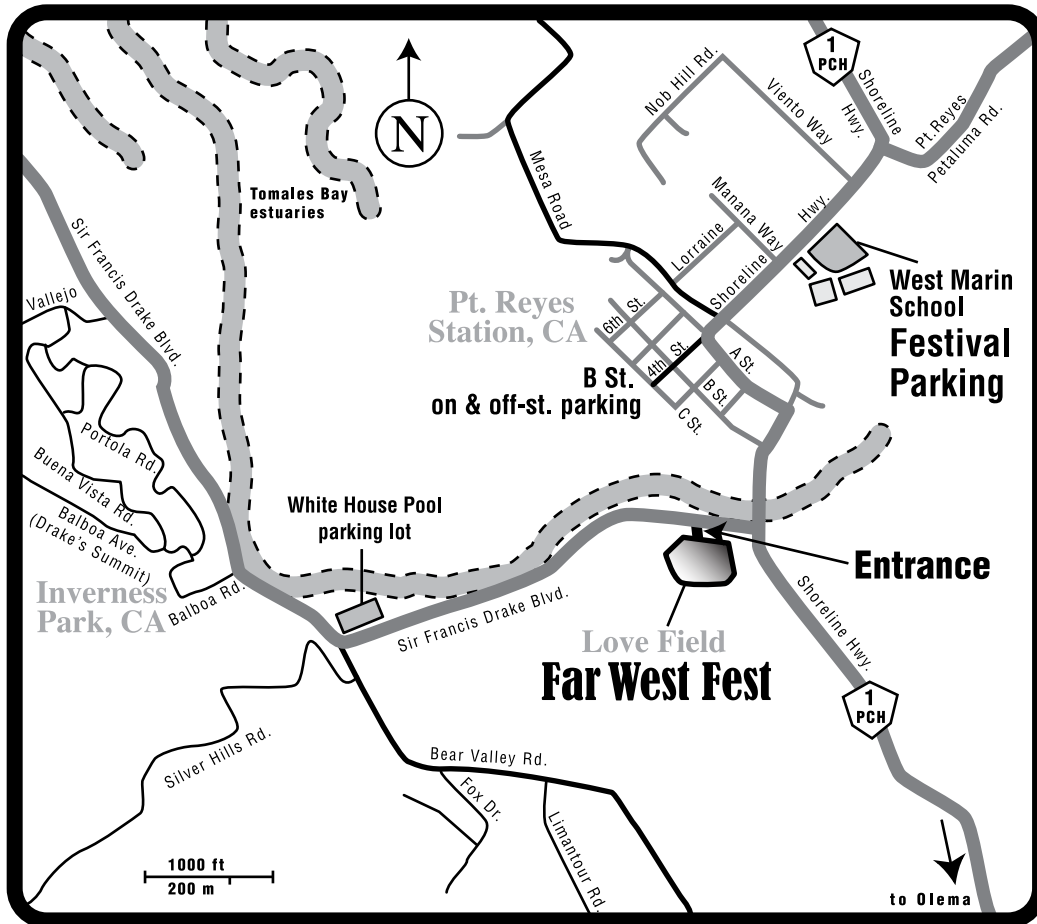 1
PCH
Shoreline
Hwy.
Pt.Reyes
Petaluma Rd.
Nob Hill Rd.
Viento Way
N
Mesa Road
Manana Way
Lorraine
Shoreline
Hwy.
Tomales Bay
estuaries
Sir Francis Drake Blvd.
Vallejo
West Marin
School
Festival
Parking
Pt. Reyes
Station, CA
6th St.
4th St.
A St.
B St.
C St.
B St.
on & off-st. parking
Portola Rd.
Buena Vista Rd.
Balboa Ave.
(Drake's Summit)
White House Pool
parking lot
Inverness
Park, CA
Balboa Rd.
Sir Francis Drake Blvd.
Entrance
Love Field
Far West Fest
Shoreline Hwy.
1
PCH
Silver Hills Rd.
Bear Valley Rd.
Fox Dr.
Limantour Rd.
1000 ft
200 m
to Olema